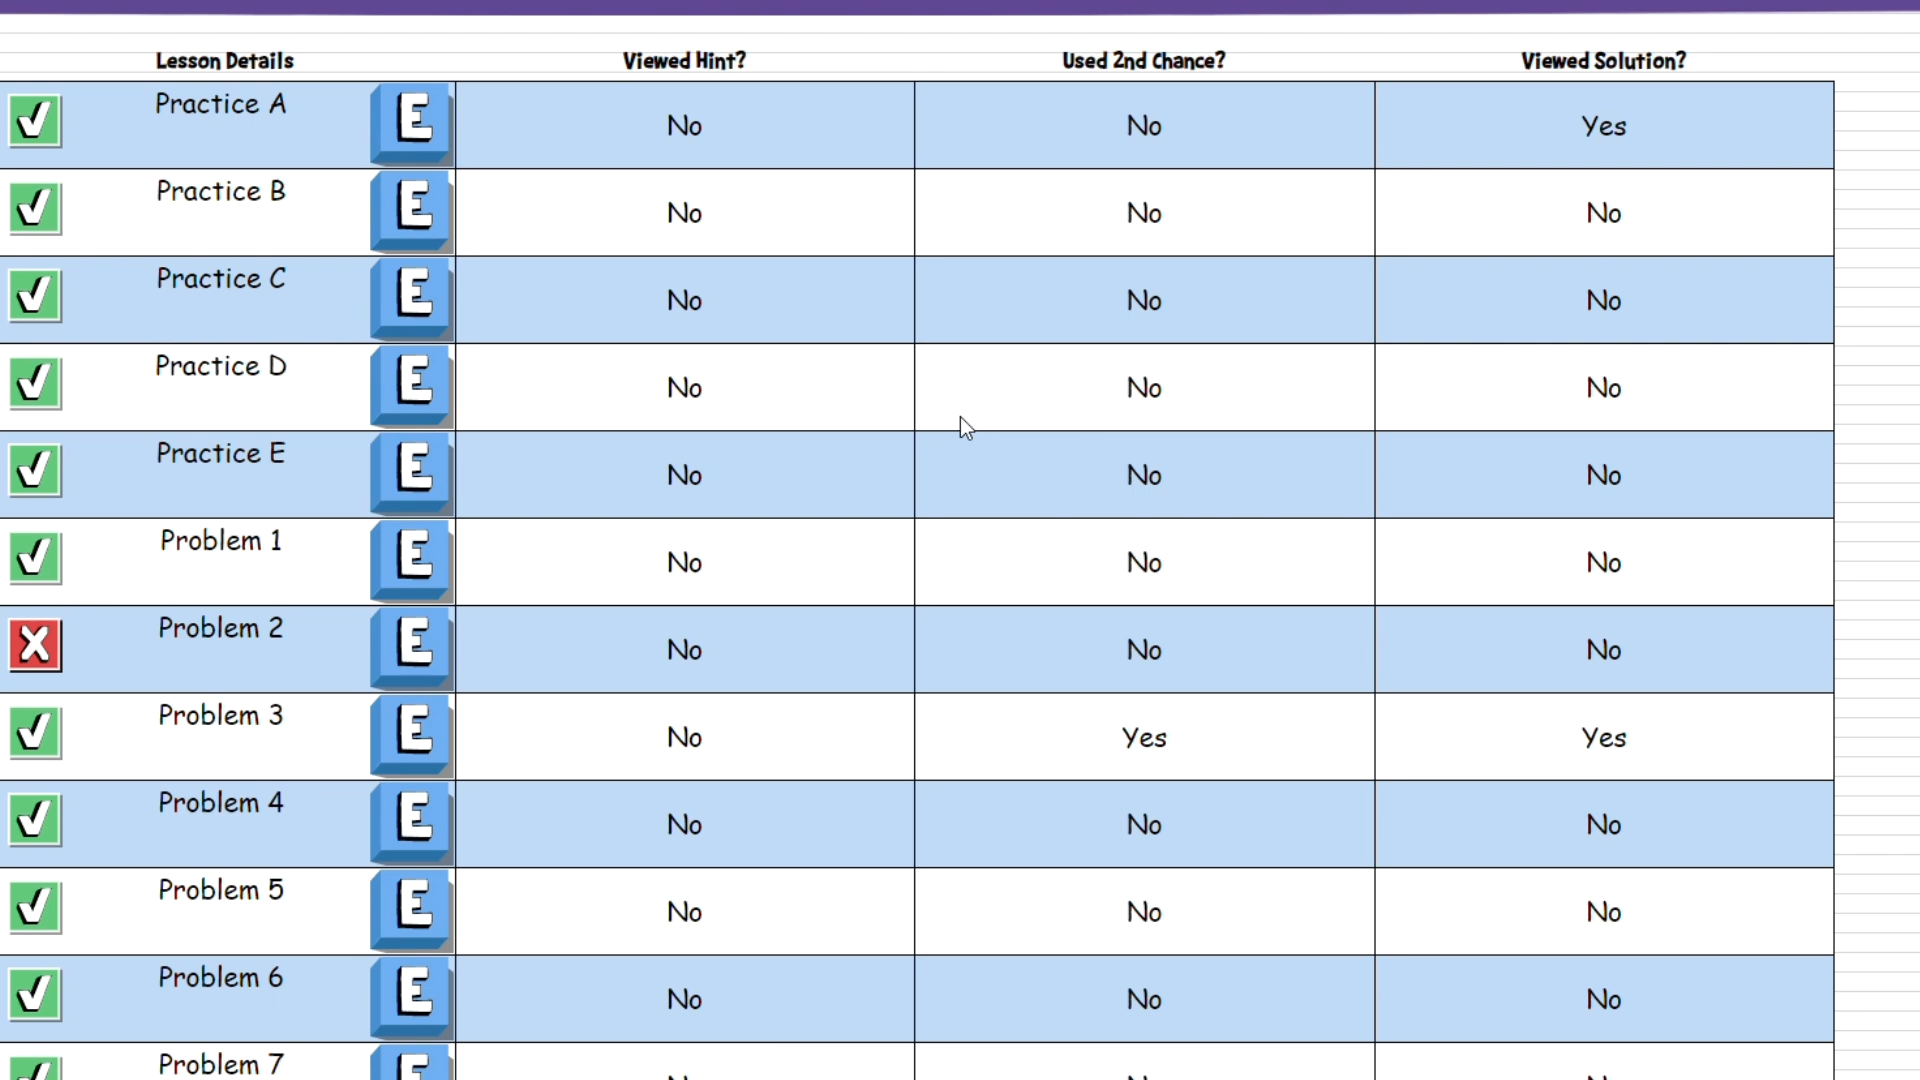 Lesson Details Viewed Hint? Used 2nd Chance? Viewed Solution?
Practice A E No No Yes
Practice B E No No No
Practice C E No No No
Practice D E No No No
Practice E E No No No
Problem 1 E No No No
Problem 2 E No No No
Problem 3 E No Yes Yes
Problem 4 E No No No
Problem 5 E No No No
Problem 6 E No No No
Problem 7